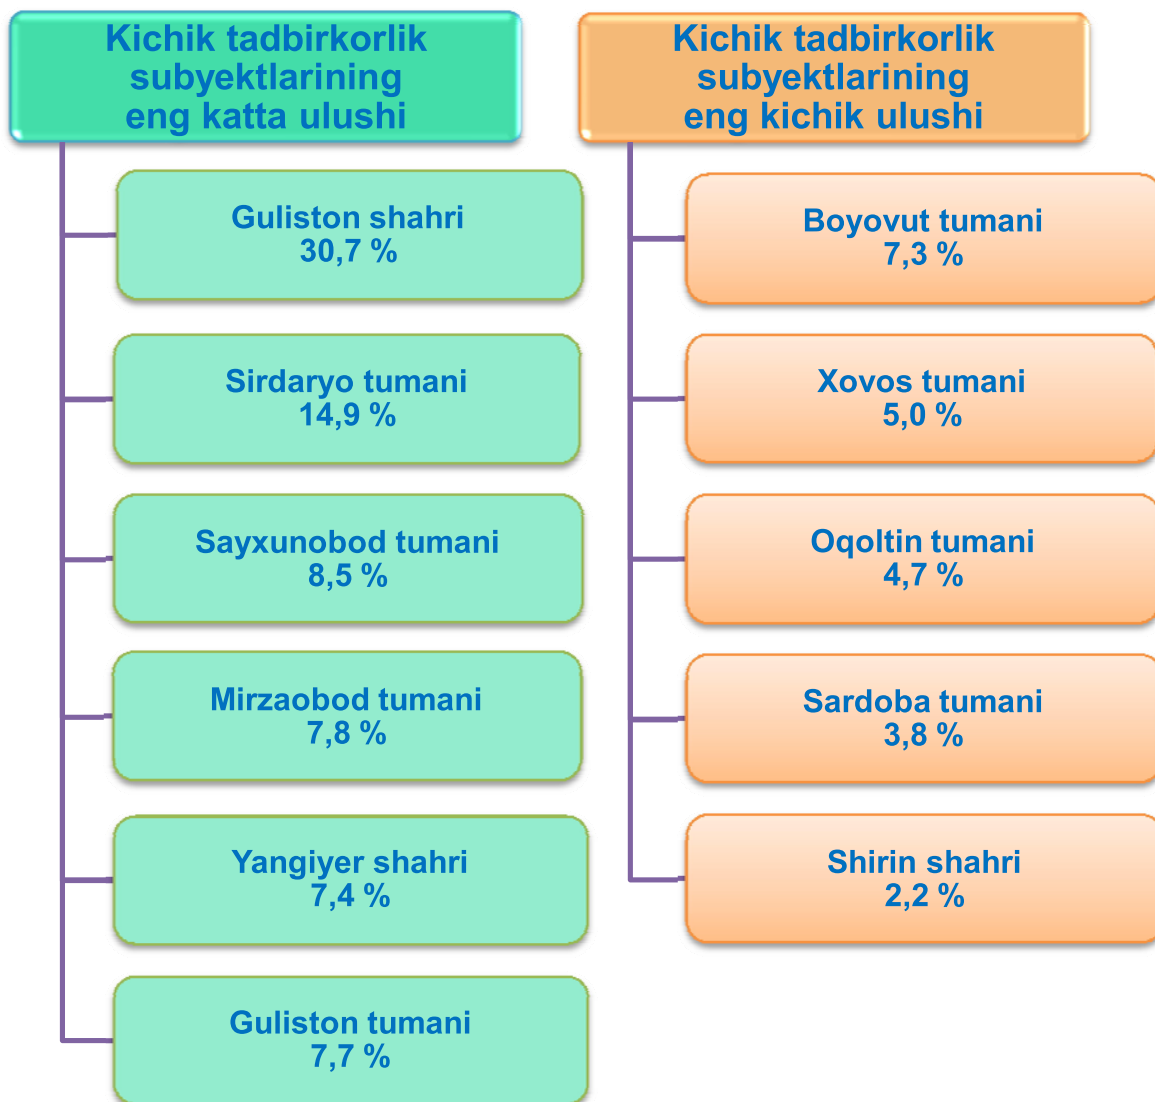 Kichik tadbirkorlik
subyektlarining
eng katta ulushi
Guliston shahri
30,7 %
Sirdaryo tumani
14,9 %
Sayxunobod tumani
8,5 %
Mirzaobod tumani
7,8 %
Yangiyer shahri
7,4 %
Guliston tumani
7,7 %
Kichik tadbirkorlik
subyektlarining
eng kichik ulushi
Boyovut tumani
7,3 %
Xovos tumani
5,0 %
Oqoltin tumani
4,7 %
Sardoba tumani
3,8 %
Shirin shahri
2,2 %